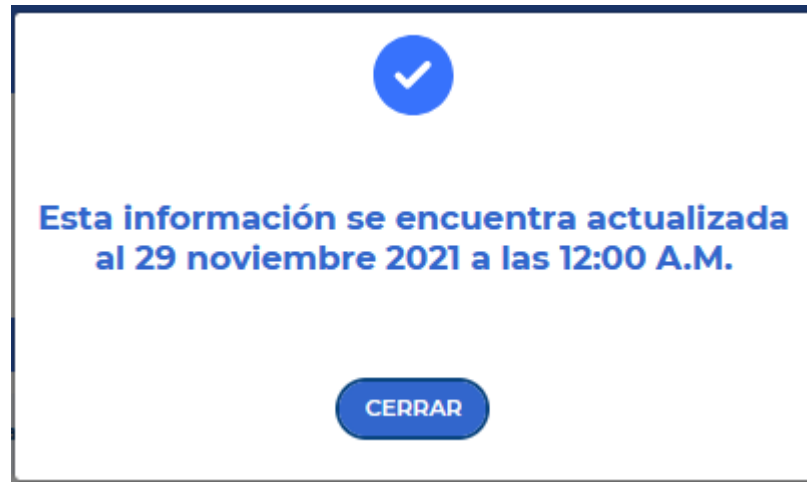 Esta información se encuentra actualizada
al 29 noviembre 2021 a las 12:00 A.M.
CERRAR